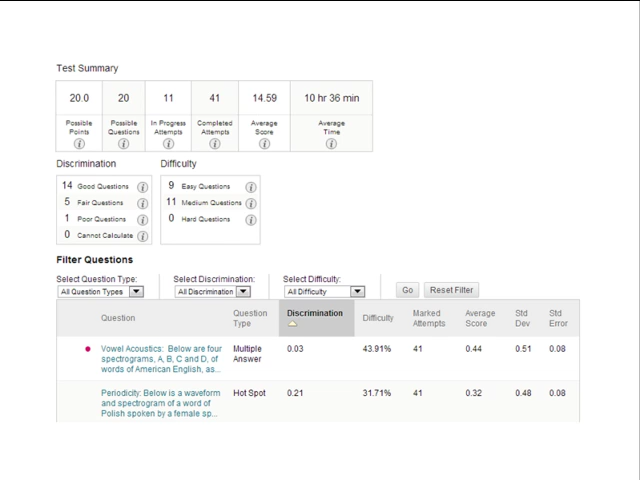 Test Summary
20.0 20 11 41 14.59 10 hr 36 min
Possible Points Possible Questions In Progress Attempts Completed Attempts Average Score Average Time
Discrimination Difficulty
14 Good Questions 9 Easy Questions
5 Fair Questions 11 Medium Questions
1 Poor Questions 0 Hard Questions
0 Cannot Calculate
Filter Questions
Select Question Type: Select Discrimination: Select Difficulty:
All Question Types All Discrimination All Difficulty Go Reset Filter
Question Question Type Discrimination Difficulty Marked Attempts Average Score Std Dev Std Error
Vowel Acoustics: Below are four Multiple 0.03 43.91% 41 0.44 0.51 0.08
spectrograms, A, B, C and D, of Answer
words of American English, as...
Periodicity: Below is a waveform Hot Spot 0.21 31.71% 41 0.32 0.48 0.08
and spectrogram of a word of
Polish spoken by a female sp...